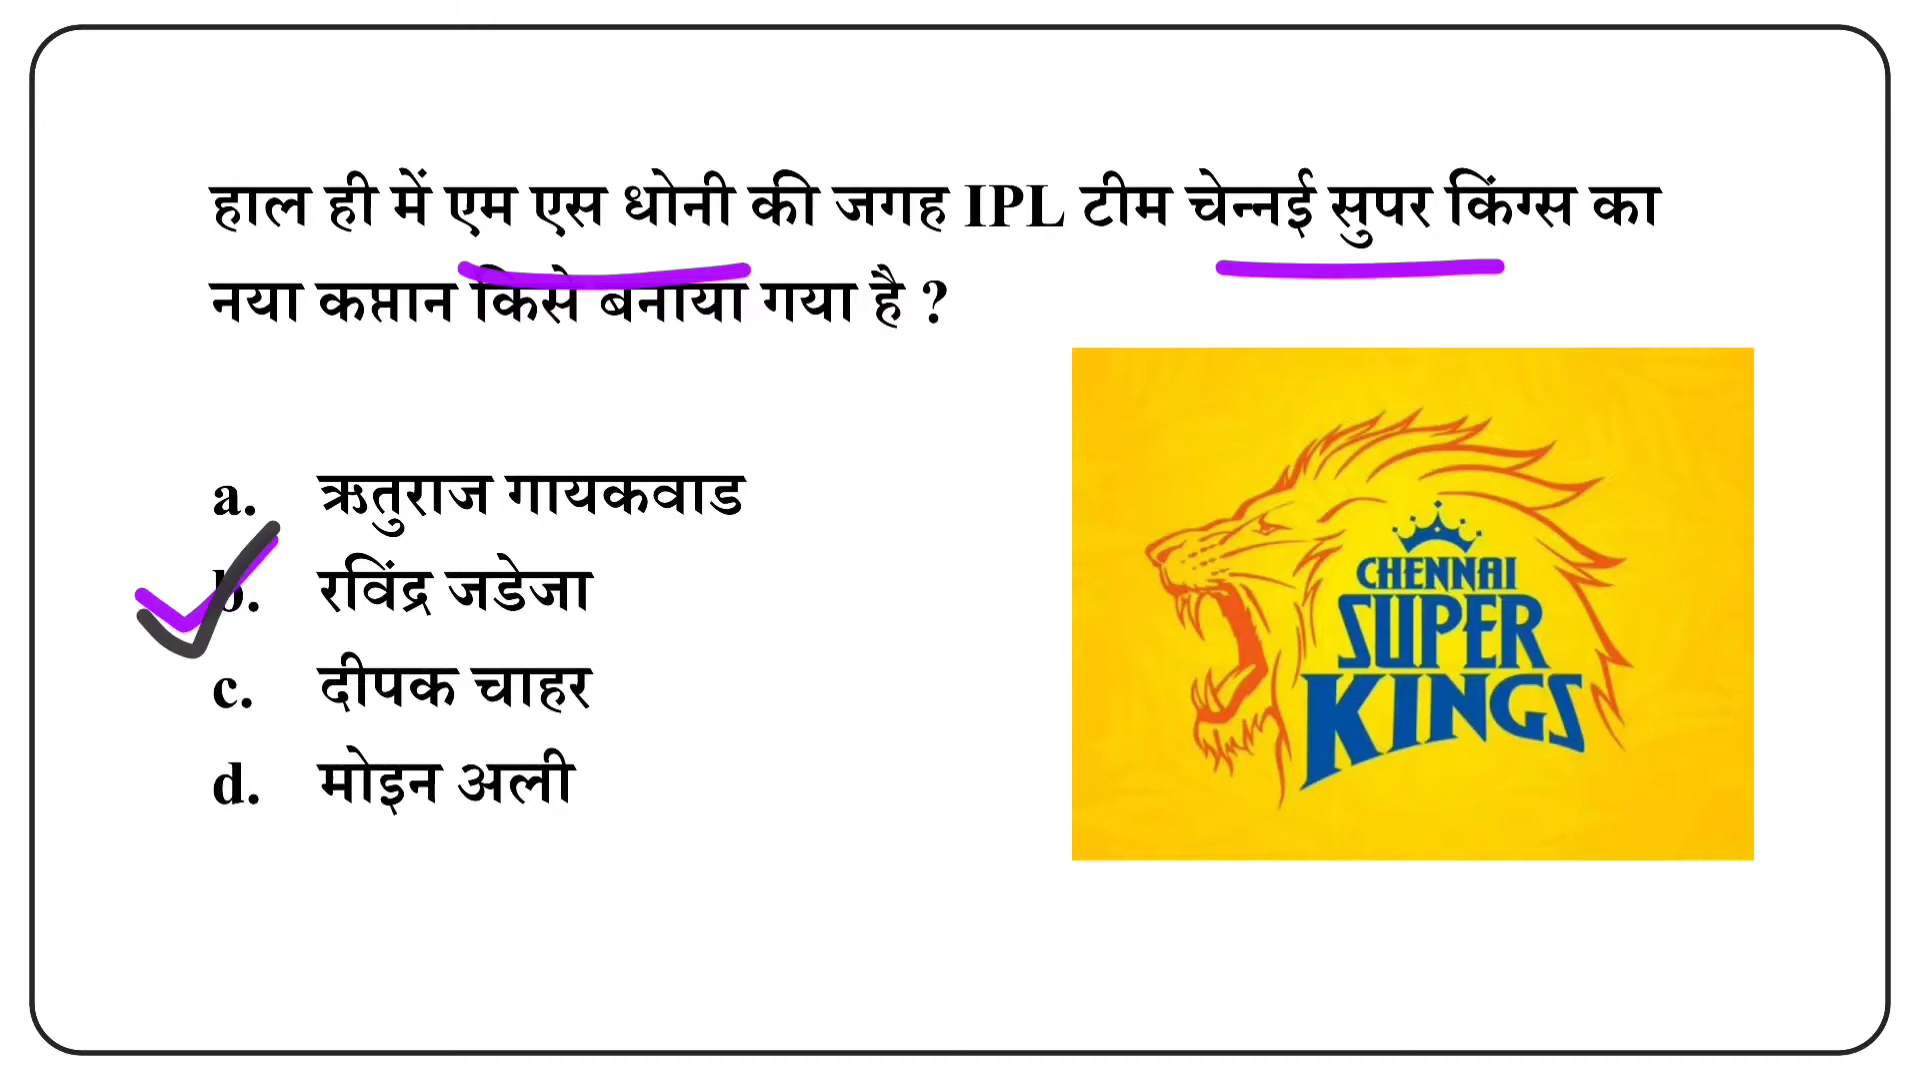 हाल ही में एम एस धोनी की जगह IPL टीम चेन्नई सुपर किंग्स का
नया कप्तान किसे बनाया गया है ?
a. ऋतुराज गायकवाड
b. रविंद्र जडेजा
c. दीपक चाहर
d. मोइन अली
CHENNAI
SUPER
KINGS